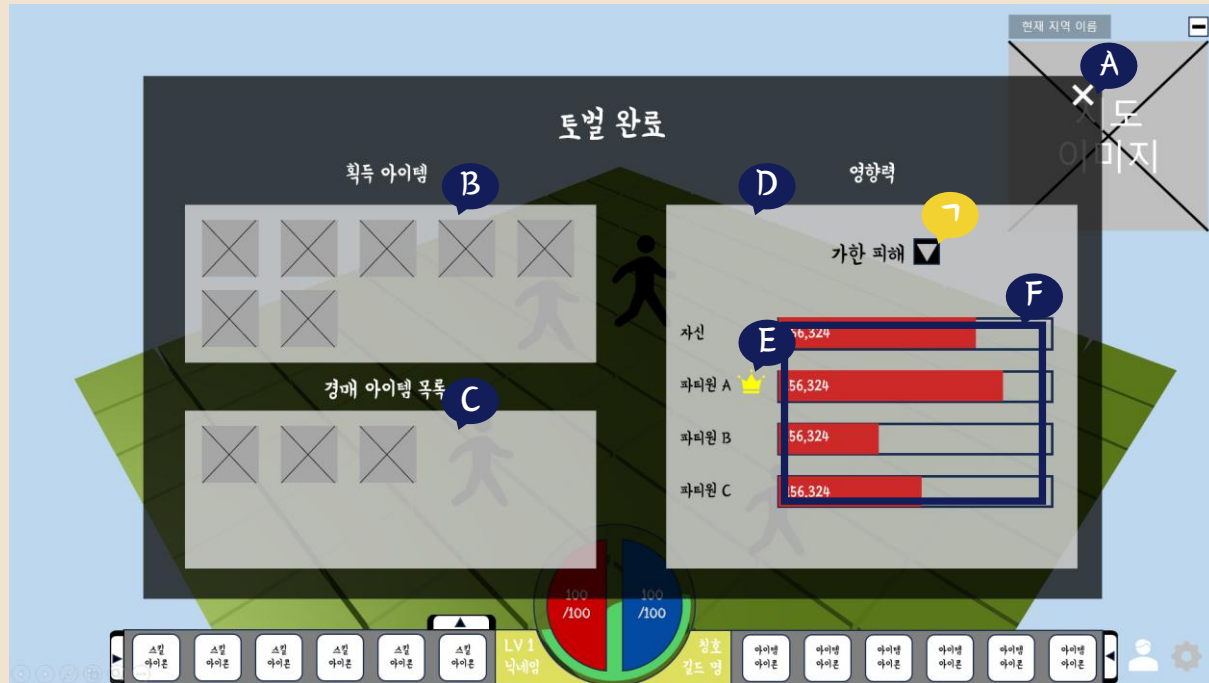 현재 지역 이름
A
지도
이미지
토벌 완료
획득 아이템
B
D
영향력
ㄱ
가한 피해
F
자신
56,324
E
파티원 A
56,324
경매 아이템 목록
C
파티원 B
56,324
파티원 C
156,324
100
/100
100
/100
스킬
아이콘
스킬
아이콘
스킬
아이콘
스킬
아이콘
스킬
아이콘
스킬
아이콘
LV 1
닉네임
칭호
길드 명
아이템
아이콘
아이템
아이콘
아이템
아이콘
아이템
아이콘
아이템
아이콘
아이템
아이콘